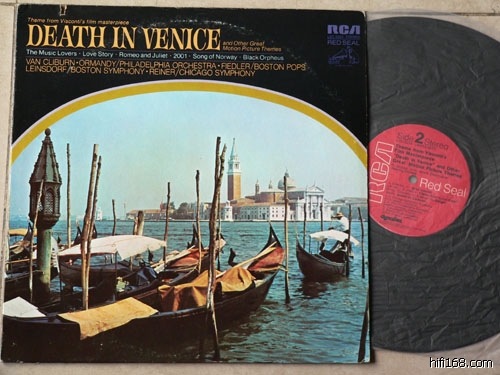 Theme from Visconti's film masterpiece
DEATH IN VENICE
and Other Great
Motion Picture Themes
RCA
RED SEAL
The Music Lovers · Love Story · Romeo and Juliet · 2001 · Song of Norway · Black Orpheus
VAN CLIBURN · ORMANDY/PHILADELPHIA ORCHESTRA · FIEDLER/BOSTON POPS
LEINSDORF/BOSTON SYMPHONY · REINER/CHICAGO SYMPHONY
Side 2 Stereo
RCA
Red Seal
hifi168.com